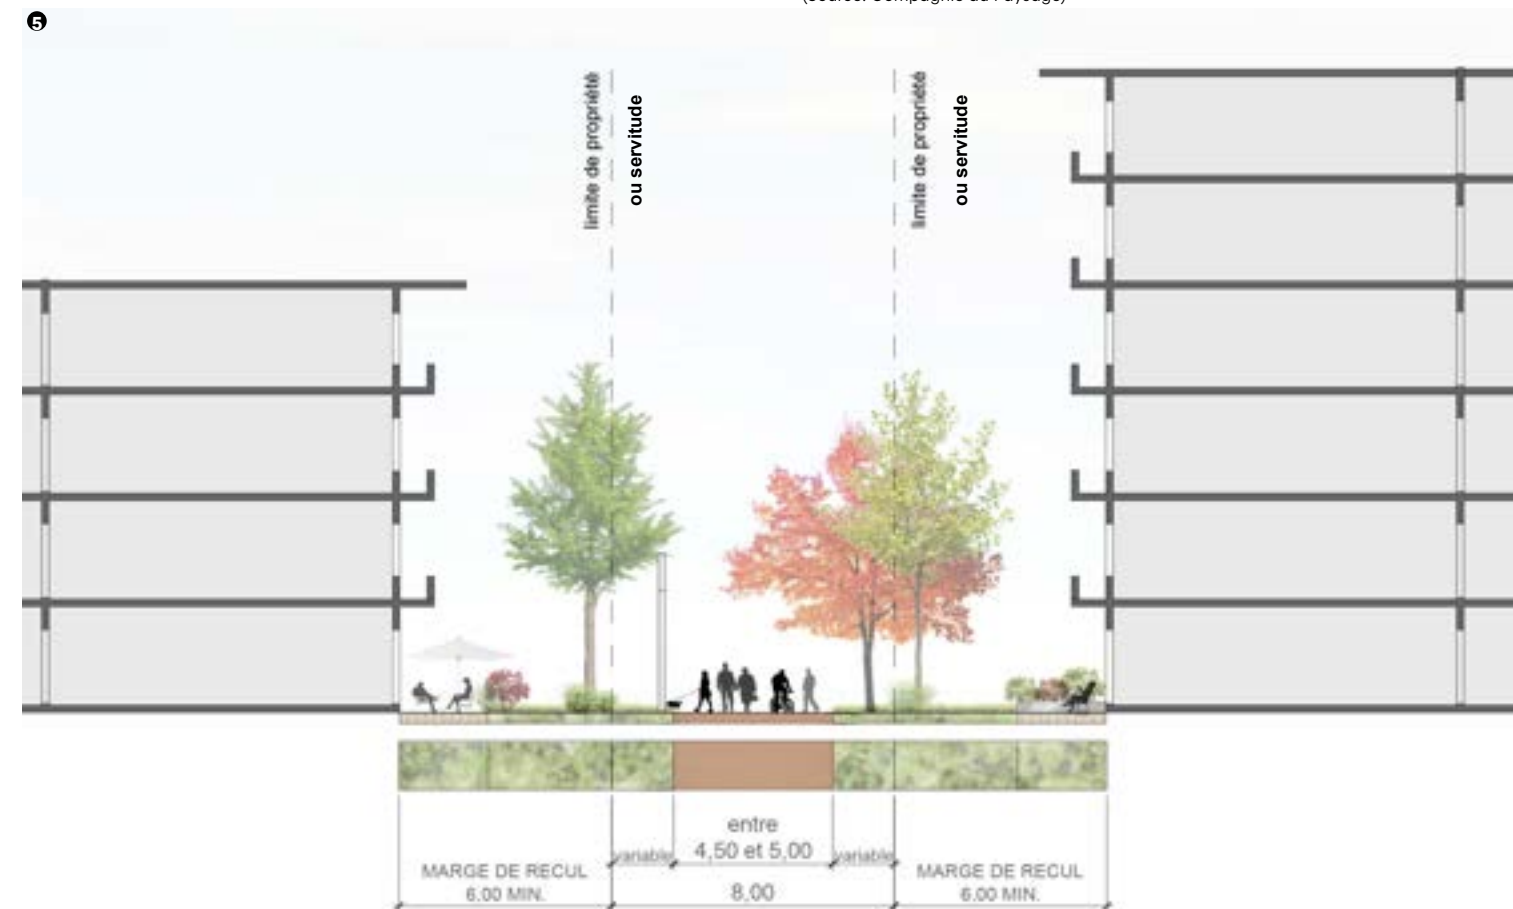 5
limite de propriété
ou servitude
limite de propriété
ou servitude
entre
variable
4,50 et 5,00
variable
MARGE DE RECUL
6.00 MIN.
8,00
MARGE DE RECUL
6.00 MIN.